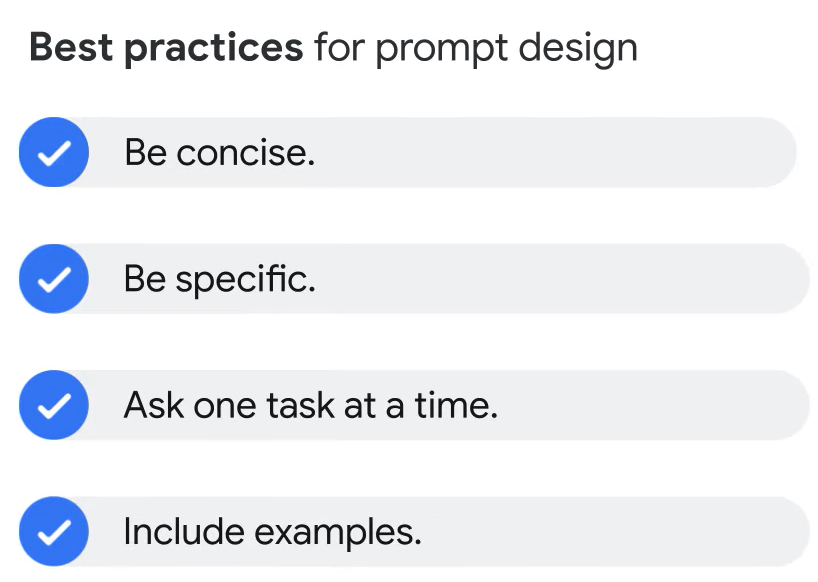 Best practices for prompt design
Be concise.
Be specific.
Ask one task at a time.
Include examples.